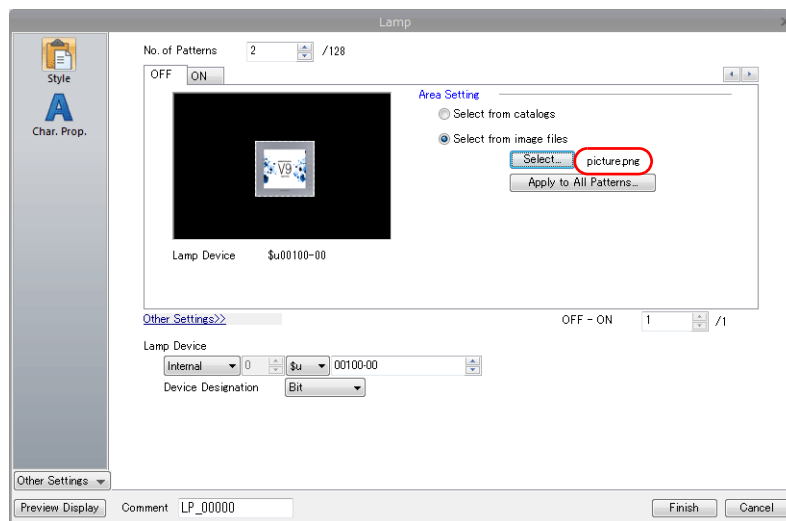 Lamp
Style
Char. Prop.
No. of Patterns 2 /128
OFF ON
Area Setting
Select from catalogs
Select from image files
Select... picture.png
Apply to All Patterns...
V9
Lamp Device $u00100-00
Other Settings>> OFF - ON 1 /1
Lamp Device
Internal 0 $u 00100-00
Device Designation Bit
Other Settings
Preview Display Comment LP_00000 Finish Cancel